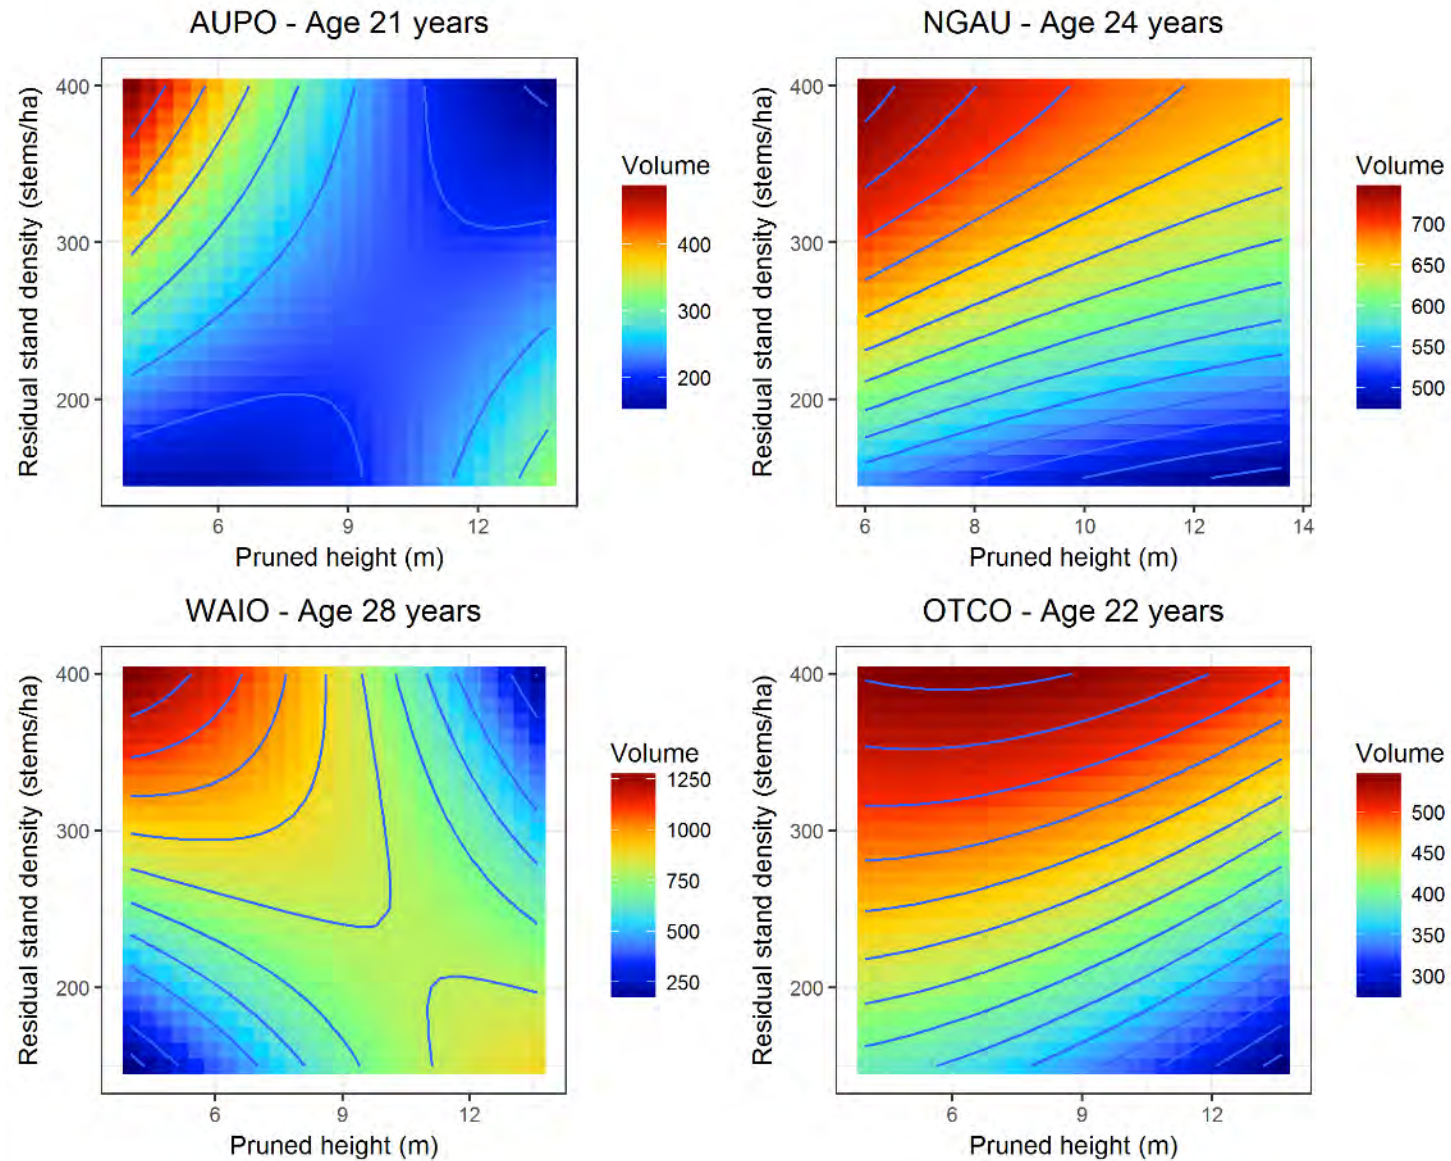 AUPO - Age 21 years
Residual stand density (stems/ha)
400
300
200
6 9 12
Pruned height (m)
Volume
400
300
200
NGAU - Age 24 years
Residual stand density (stems/ha)
400
300
200
6 8 10 12 14
Pruned height (m)
Volume
700
650
600
550
500
WAIO - Age 28 years
Residual stand density (stems/ha)
400
300
200
6 9 12
Pruned height (m)
Volume
1250
1000
750
500
250
OTCO - Age 22 years
Residual stand density (stems/ha)
400
300
200
6 9 12
Pruned height (m)
Volume
500
450
400
350
300